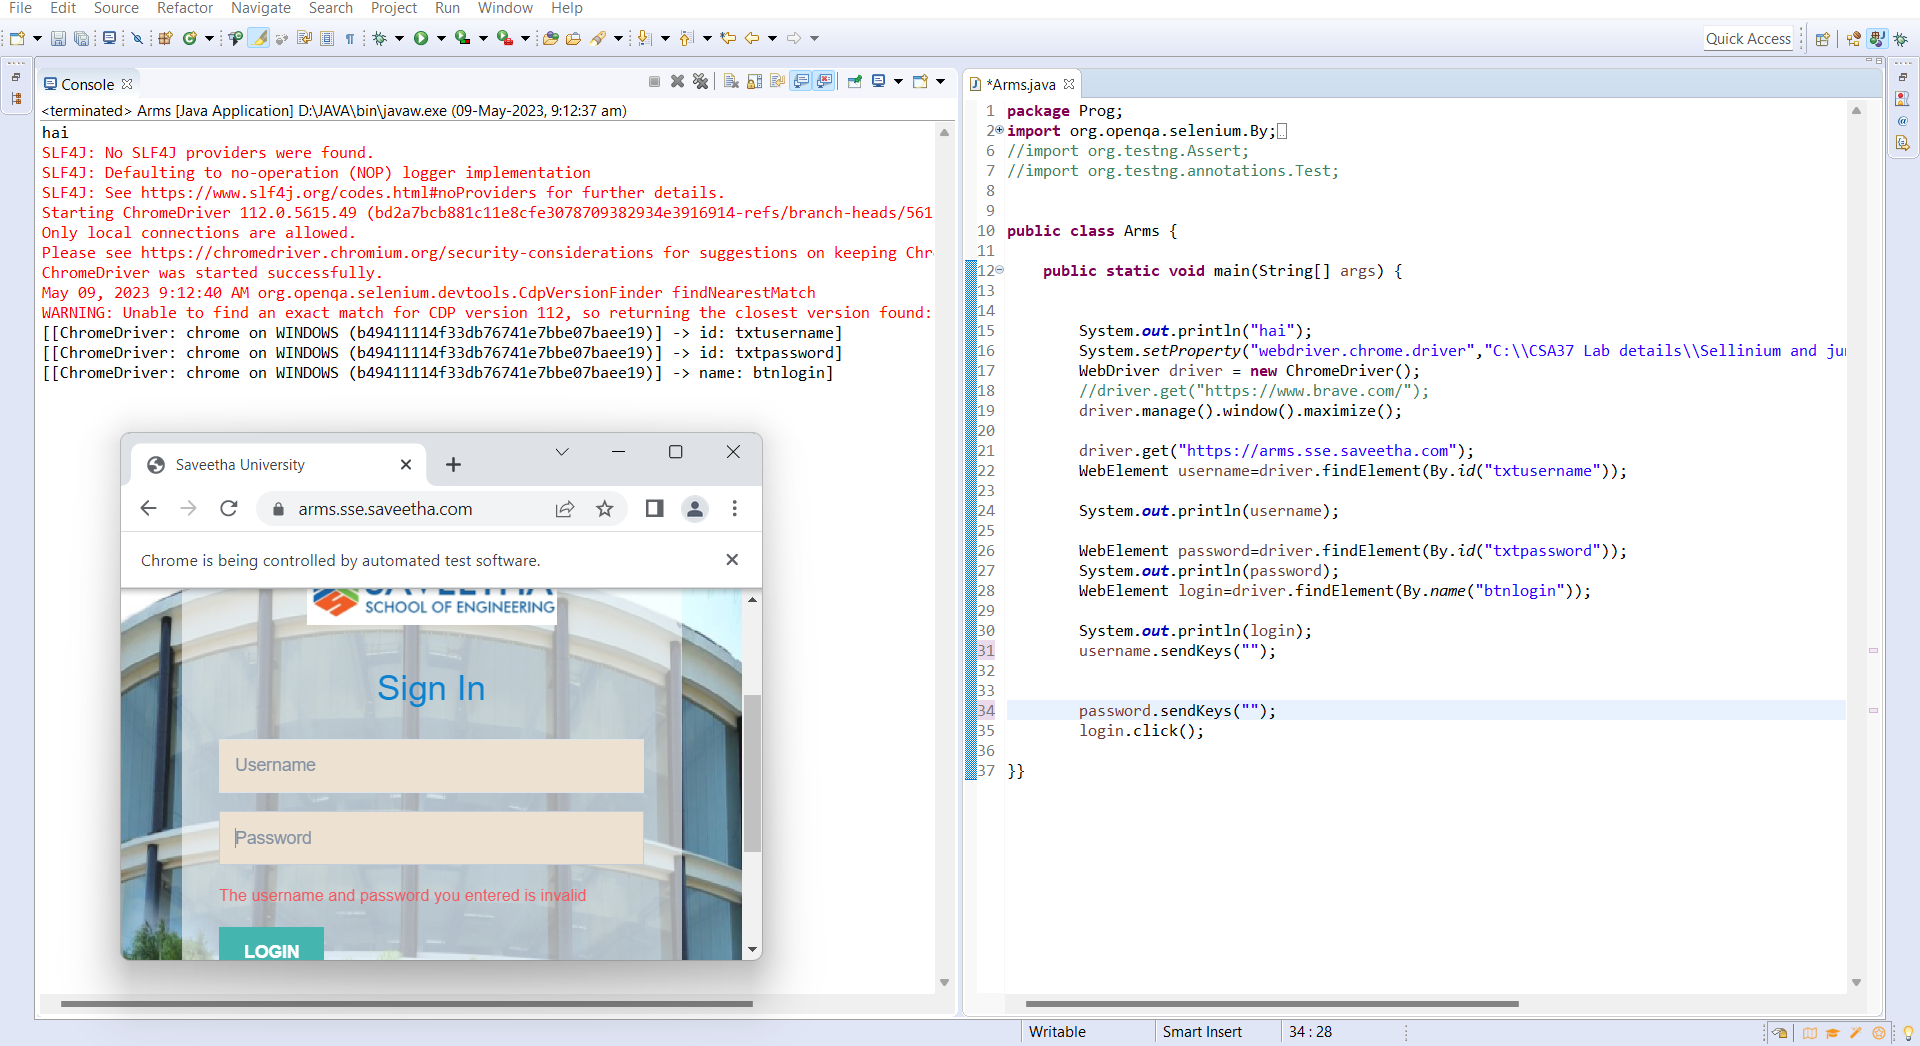 File Edit Source Refactor Navigate Search Project Run Window Help
Quick Access
Console
<terminated> Arms [Java Application] D:\JAVA\bin\javaw.exe (09-May-2023, 9:12:37 am)
hai
SLF4J: No SLF4J providers were found.
SLF4J: Defaulting to no-operation (NOP) logger implementation
SLF4J: See https://www.slf4j.org/codes.html#noProviders for further details.
Starting ChromeDriver 112.0.5615.49 (bd2a7bcb881c11e8cfe3078709382934e3916914-refs/branch-heads/561
Only local connections are allowed.
Please see https://chromedriver.chromium.org/security-considerations for suggestions on keeping Chr
ChromeDriver was started successfully.
May 09, 2023 9:12:40 AM org.openqa.selenium.devtools.CdpVersionFinder findNearestMatch
WARNING: Unable to find an exact match for CDP version 112, so returning the closest version found:
[[ChromeDriver: chrome on WINDOWS (b49411114f33db76741e7bbe07baee19)] -> id: txtusername]
[[ChromeDriver: chrome on WINDOWS (b49411114f33db76741e7bbe07baee19)] -> id: txtpassword]
[[ChromeDriver: chrome on WINDOWS (b49411114f33db76741e7bbe07baee19)] -> name: btnlogin]
Saveetha University
arms.sse.saveetha.com
Chrome is being controlled by automated test software.
SAVEETHA
SCHOOL OF ENGINEERING
Sign In
Username
Password
The username and password you entered is invalid
LOGIN
*Arms.java
1 package Prog;
2 import org.openqa.selenium.By;
6 //import org.testng.Assert;
7 //import org.testng.annotations.Test;
8
9
10 public class Arms {
11
12 public static void main(String[] args) {
13
14
15 System.out.println("hai");
16 System.setProperty("webdriver.chrome.driver","C:\\CSA37 Lab details\\Sellinium and ju
17 WebDriver driver = new ChromeDriver();
18 //driver.get("https://www.brave.com/");
19 driver.manage().window().maximize();
20
21 driver.get("https://arms.sse.saveetha.com");
22 WebElement username=driver.findElement(By.id("txtusername"));
23
24 System.out.println(username);
25
26 WebElement password=driver.findElement(By.id("txtpassword"));
27 System.out.println(password);
28 WebElement login=driver.findElement(By.name("btnlogin"));
29
30 System.out.println(login);
31 username.sendKeys("");
32
33
34 password.sendKeys("");
35 login.click();
36
37 }}
Writable Smart Insert 34 : 28